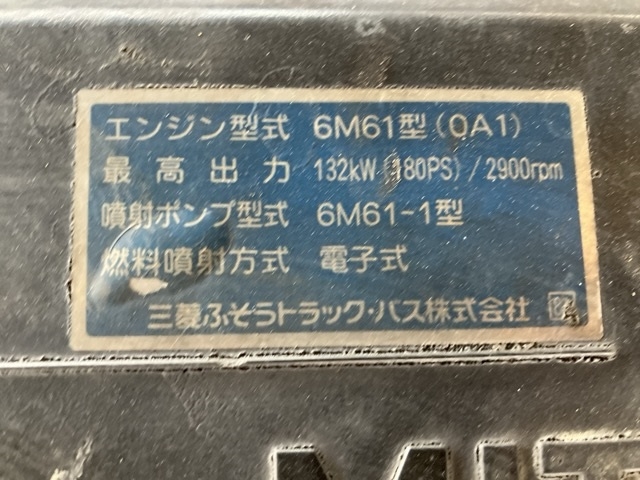 エンジン型式 6M61型(0A1)
最高出力 132kW(180PS)/2900rpm
噴射ポンプ型式 6M61-1型
燃料噴射方式 電子式
三菱ふそうトラック・バス株式会社